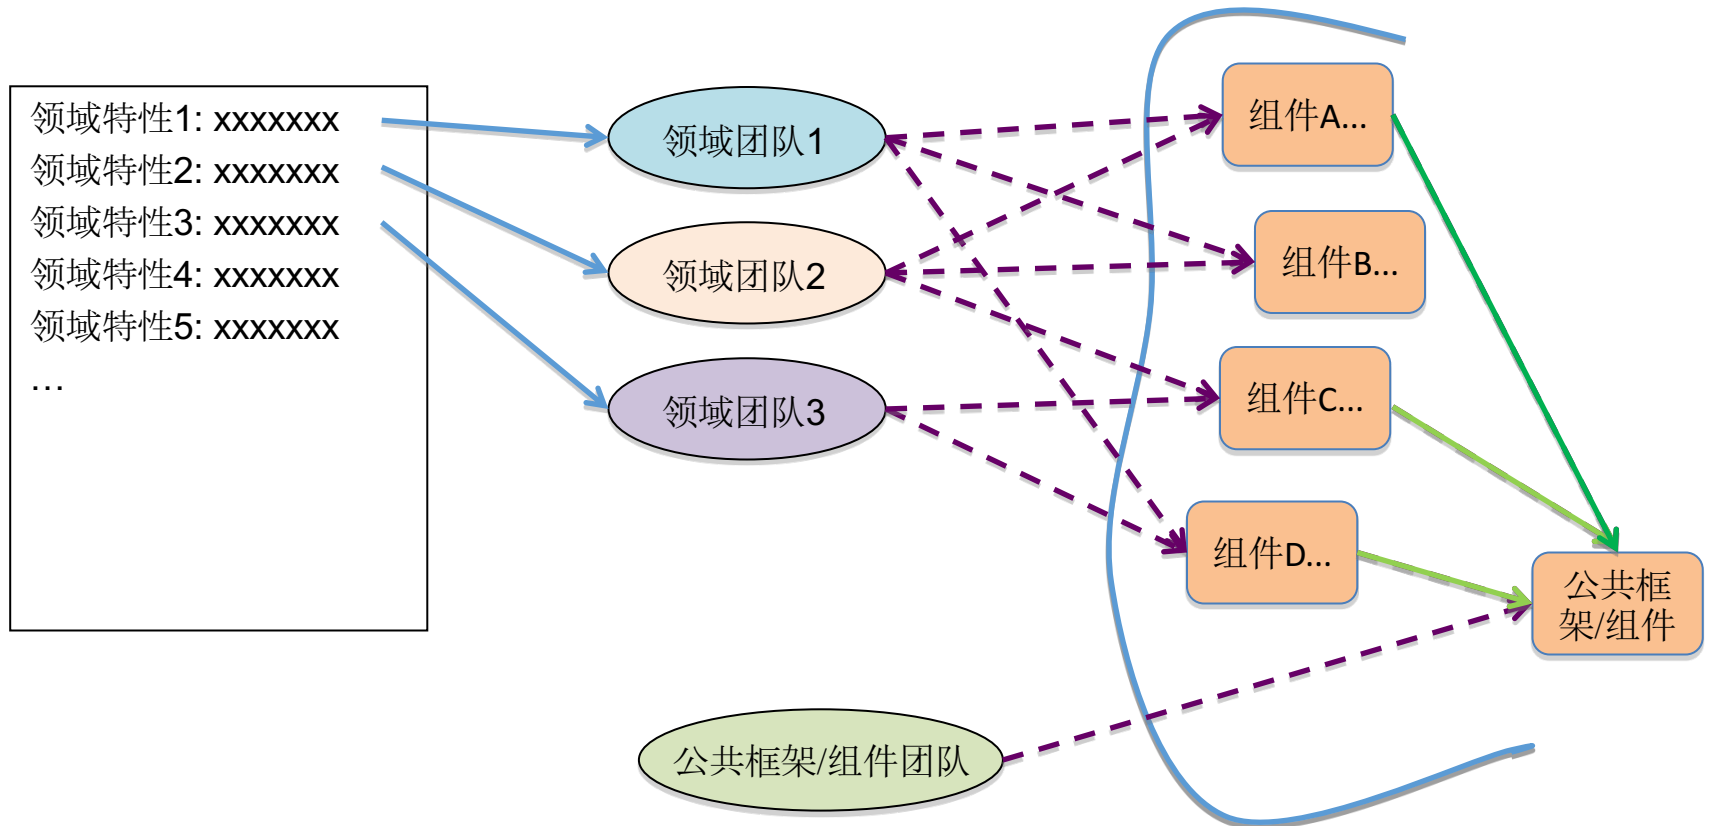 领域特性1: xxxxxxx
领域特性2: xxxxxxx
领域特性3: xxxxxxx
领域特性4: xxxxxxx
领域特性5: xxxxxxx
…
领域团队1
领域团队2
领域团队3
公共框架/组件团队
组件A...
组件B...
组件C...
组件D...
公共框
架/组件